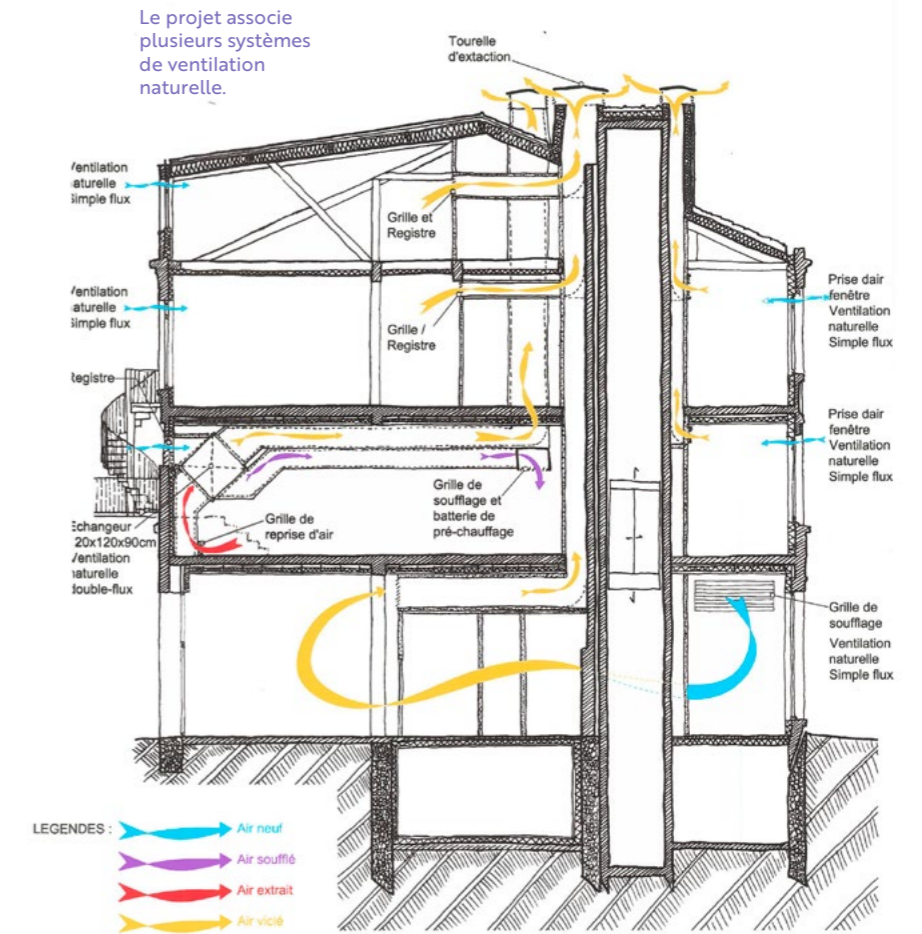 Le projet associe
plusieurs systèmes
de ventilation
naturelle.
Tourelle
d'extaction
Ventilation
naturelle
Simple flux
Grille et
Registre
Ventilation
naturelle
Simple flux
Grille /
Registre
Prise dair
fenêtre
Ventilation
naturelle
Simple flux
Registre
Prise dair
fenêtre
Ventilation
naturelle
Simple flux
Grille de
soufflage et
batterie de
pré-chauffage
Grille de
reprise d'air
Echangeur
20x120x90cm
Ventilation
naturelle
double-flux
Grille de
soufflage
Ventilation
naturelle
Simple flux
LEGENDES :
Air neuf
Air soufflé
Air extrait
Air vicié